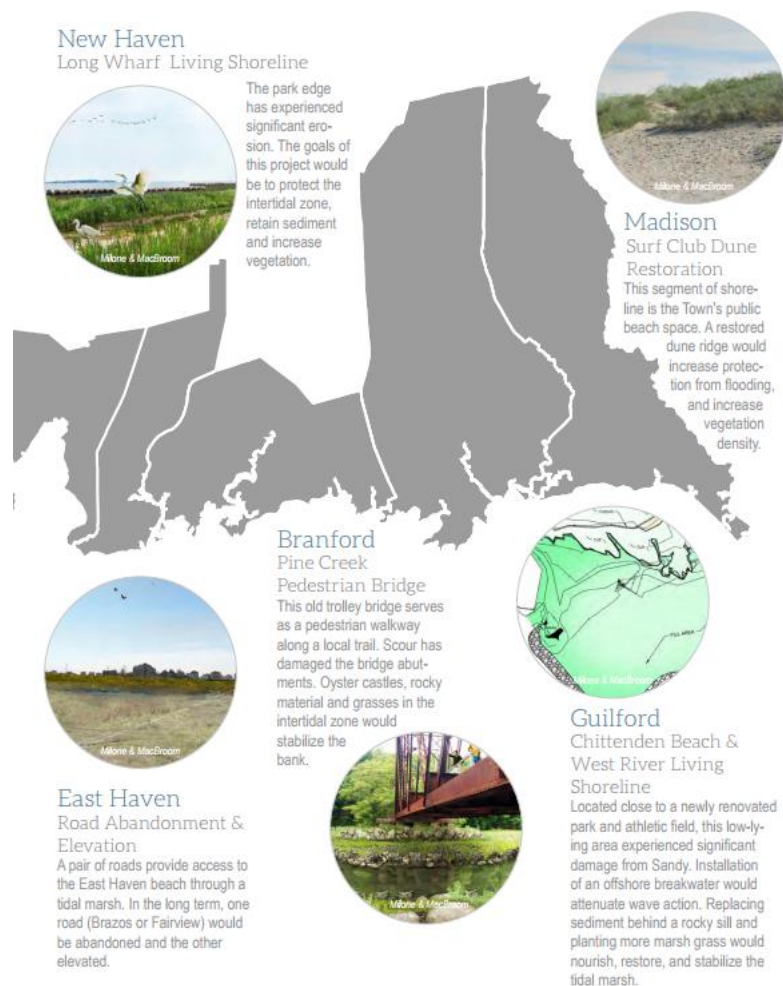 New Haven
Long Wharf Living Shoreline
The park edge
has experienced
significant ero-
sion. The goals of
this project would
be to protect the
intertidal zone,
retain sediment
and increase
vegetation.
Milone & MacBroom
Milone & MacBroom
Madison
Surf Club Dune
Restoration
This segment of shore-
line is the Town's public
beach space. A restored
dune ridge would
increase protec-
tion from flooding,
and increase
vegetation
density.
Branford
Pine Creek
Pedestrian Bridge
This old trolley bridge serves
as a pedestrian walkway
along a local trail. Scour has
damaged the bridge abut-
ments. Oyster castles, rocky
material and grasses in the
intertidal zone would
stabilize the
bank.
Milone & MacBroom
FILL AREA
Milone & MacBroom
Milone & MacBroom
East Haven
Road Abandonment &
Elevation
A pair of roads provide access to
the East Haven beach through a
tidal marsh. In the long term, one
road (Brazos or Fairview) would
be abandoned and the other
elevated.
Guilford
Chittenden Beach &
West River Living
Shoreline
Located close to a newly renovated
park and athletic field, this low-ly-
ing area experienced significant
damage from Sandy. Installation
of an offshore breakwater would
attenuate wave action. Replacing
sediment behind a rocky sill and
planting more marsh grass would
nourish, restore, and stabilize the
tidal marsh.